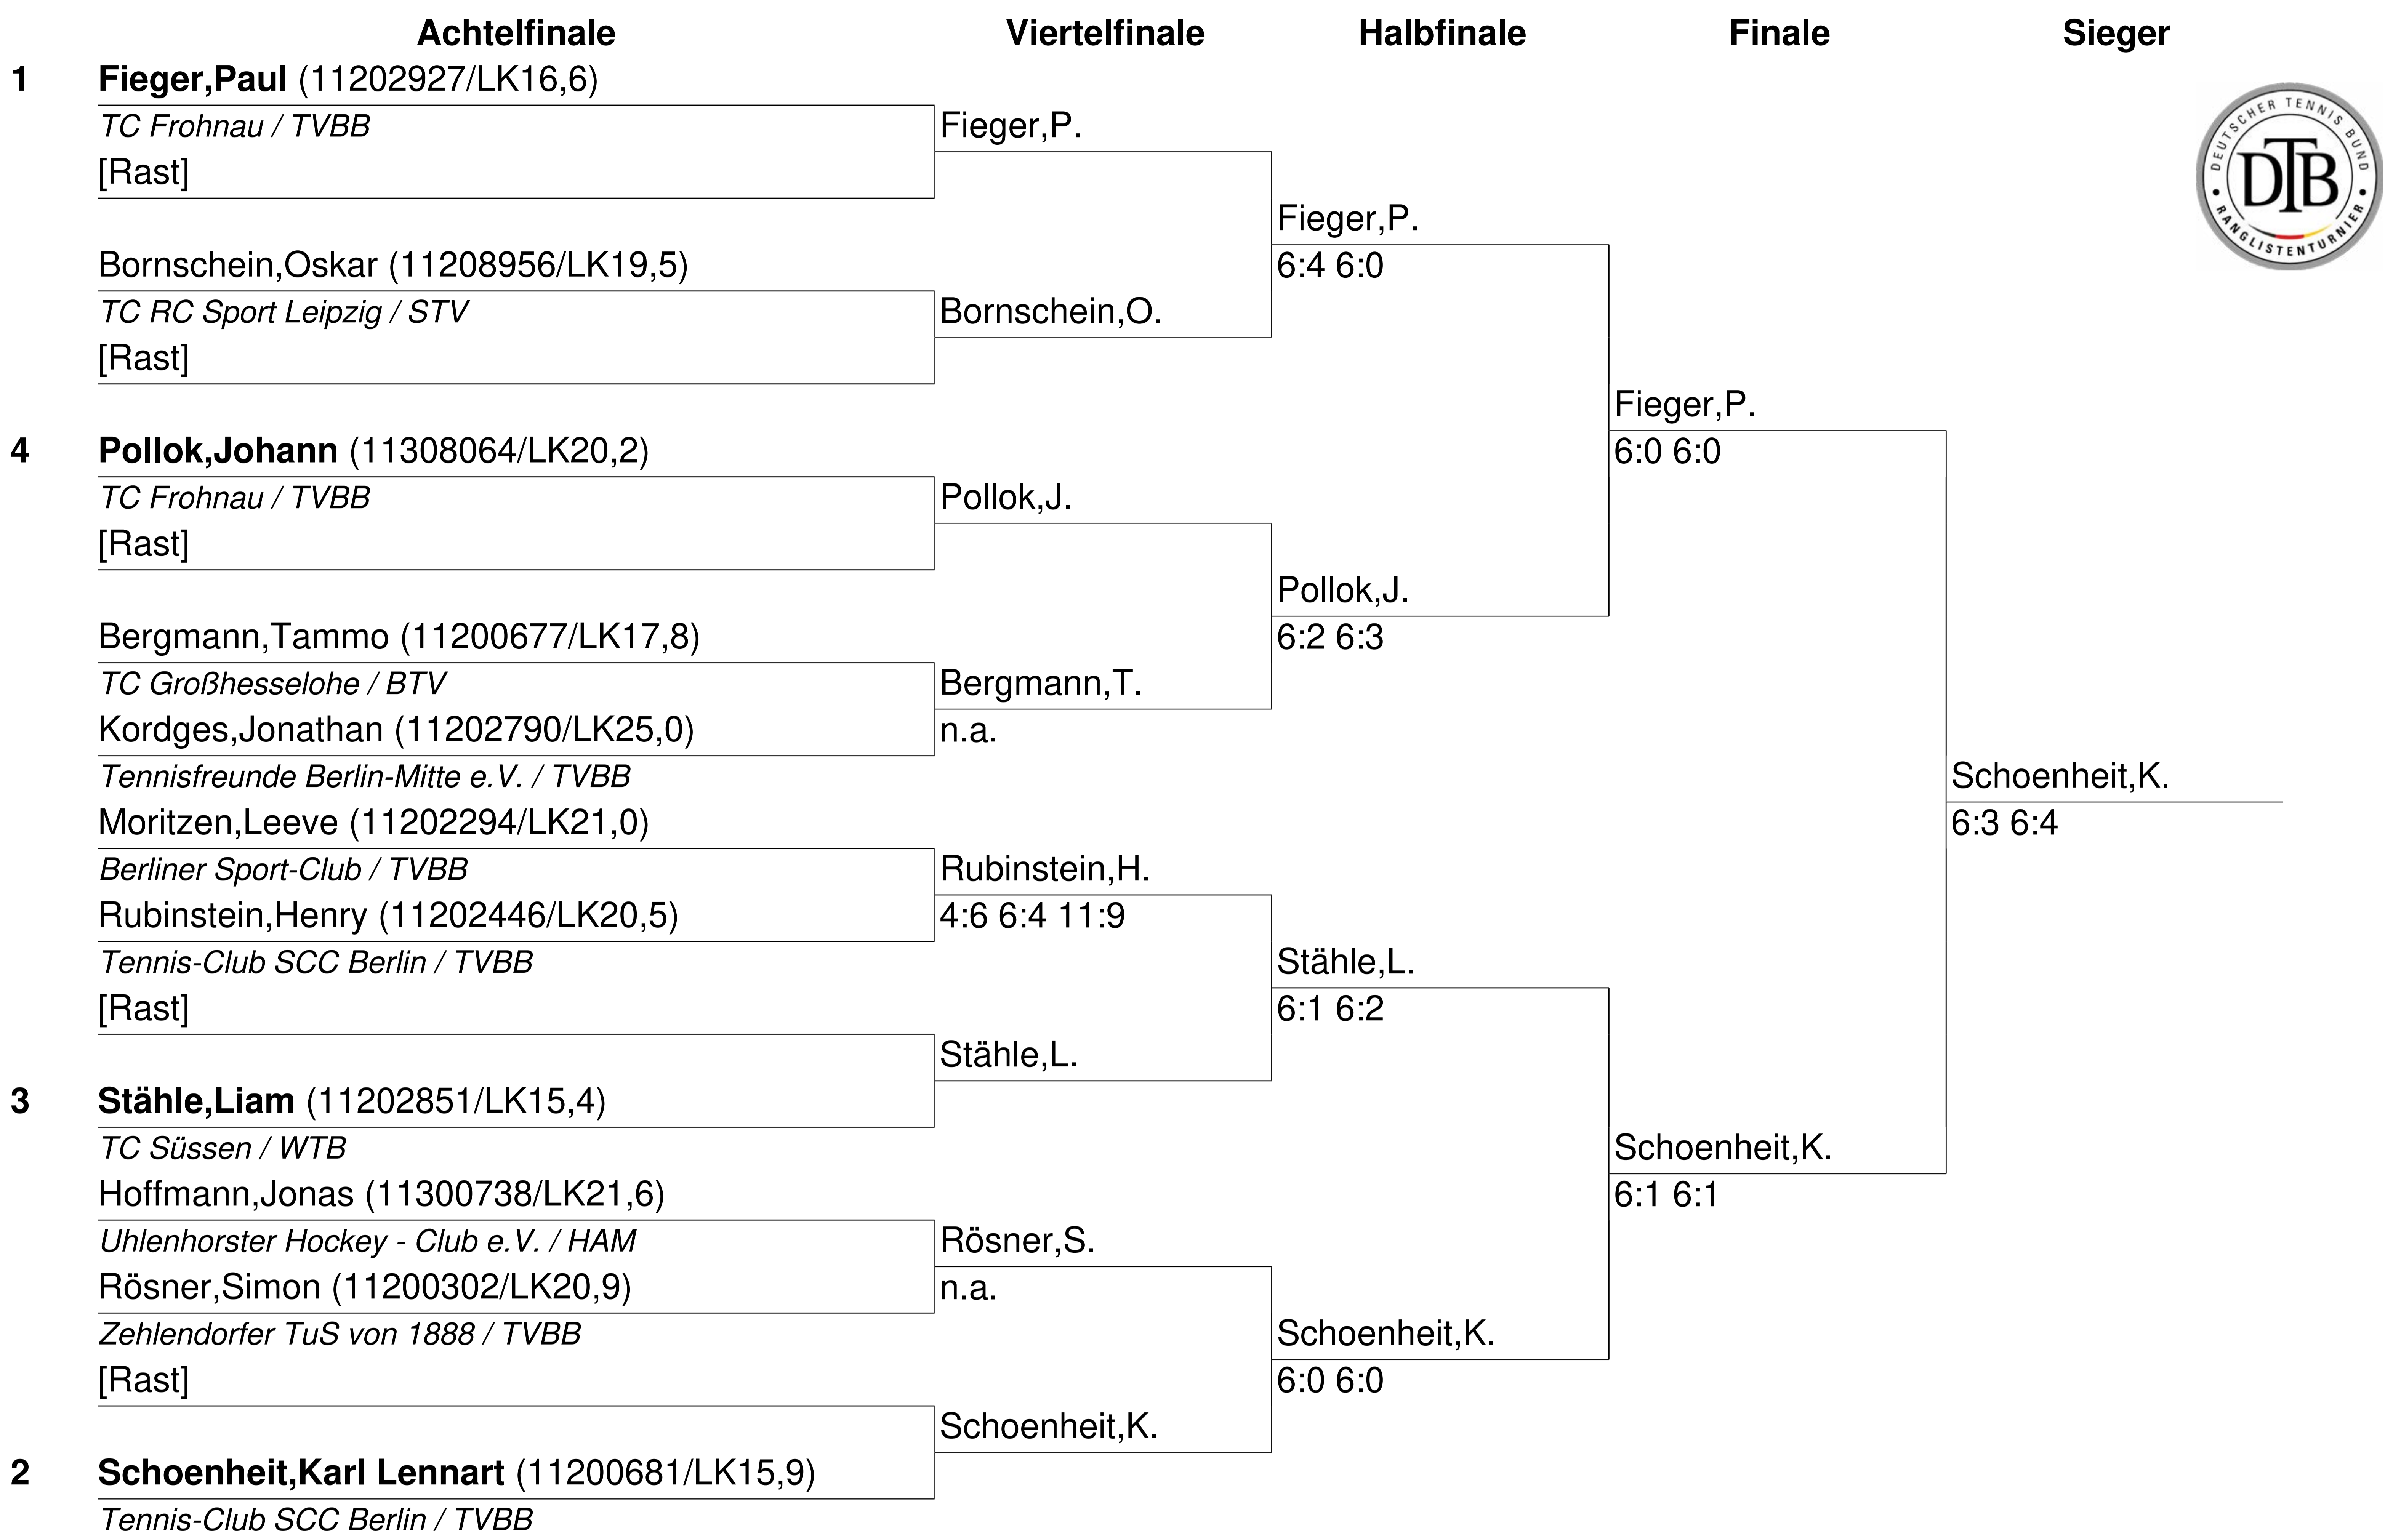 Achtelfinale Viertelfinale Halbfinale Finale Sieger
1 Fieger,Paul (11202927/LK16,6)
TC Frohnau / TVBB
Fieger,P.
[Rast]
Fieger,P.
6:4 6:0
Bornschein,Oskar (11208956/LK19,5)
TC RC Sport Leipzig / STV
Bornschein,O.
[Rast]
Fieger,P.
6:0 6:0
4 Pollok,Johann (11308064/LK20,2)
TC Frohnau / TVBB
Pollok,J.
[Rast]
Pollok,J.
6:2 6:3
Bergmann,Tammo (11200677/LK17,8)
TC Großhesselohe / BTV
Bergmann,T.
n.a.
Kordges,Jonathan (11202790/LK25,0)
Tennisfreunde Berlin-Mitte e.V. / TVBB
Schoenheit,K.
6:3 6:4
Moritzen,Leeve (11202294/LK21,0)
Berliner Sport-Club / TVBB
Rubinstein,H.
4:6 6:4 11:9
Rubinstein,Henry (11202446/LK20,5)
Tennis-Club SCC Berlin / TVBB
Stähle,L.
6:1 6:2
[Rast]
Stähle,L.
3 Stähle,Liam (11202851/LK15,4)
TC Süssen / WTB
Schoenheit,K.
6:1 6:1
Hoffmann,Jonas (11300738/LK21,6)
Uhlenhorster Hockey - Club e.V. / HAM
Rösner,S.
n.a.
Rösner,Simon (11200302/LK20,9)
Zehlendorfer TuS von 1888 / TVBB
Schoenheit,K.
6:0 6:0
[Rast]
Schoenheit,K.
2 Schoenheit,Karl Lennart (11200681/LK15,9)
Tennis-Club SCC Berlin / TVBB
DEUTSCHER TENNIS BUND
DTB
RANGLISTENTURNIER